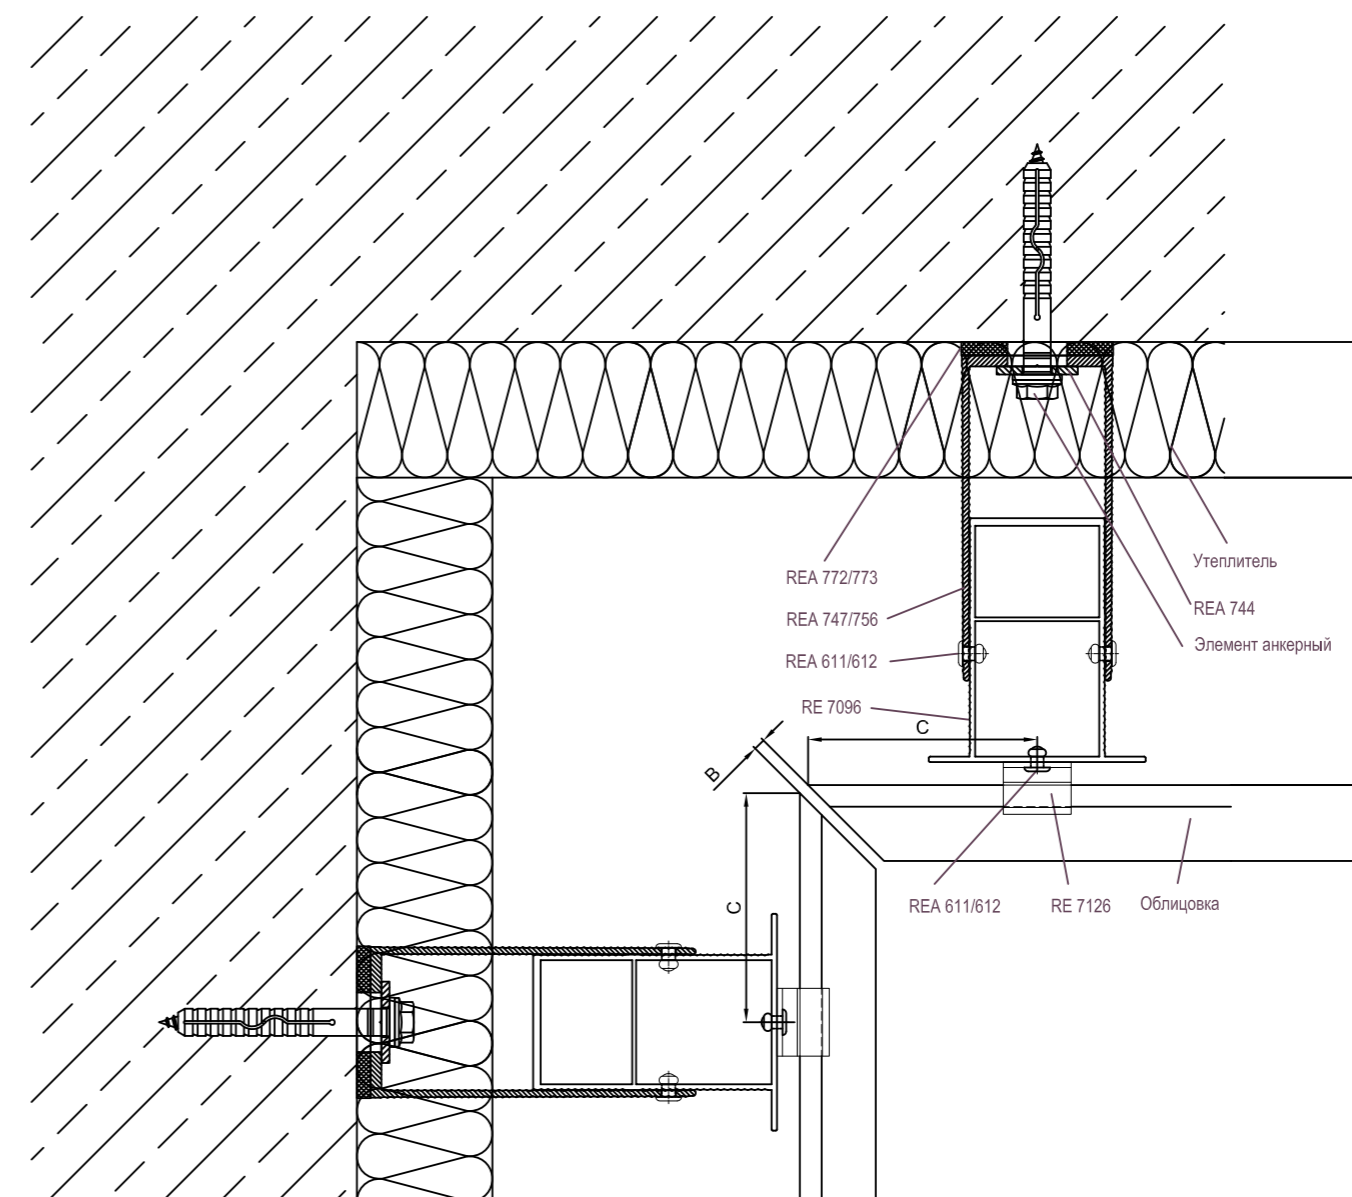 Утеплитель
REA 772/773
REA 744
REA 747/756
Элемент анкерный
REA 611/612
RE 7096
C
B
C
REA 611/612
RE 7126
Облицовка